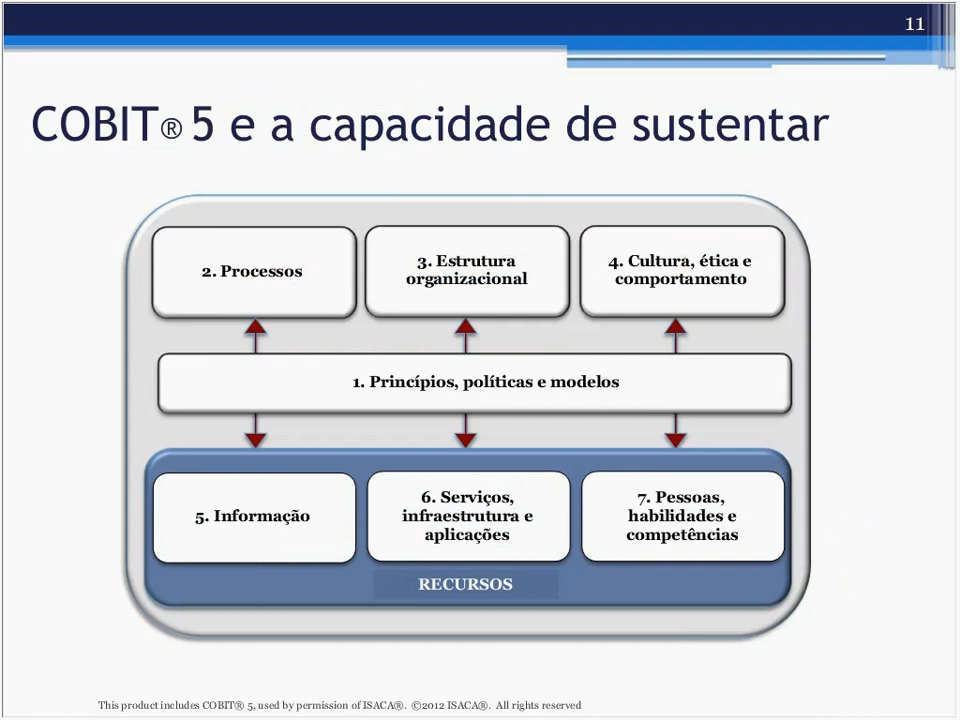 11
COBIT® 5 e a capacidade de sustentar
2. Processos
3. Estrutura
organizacional
4. Cultura, ética e
comportamento
1. Princípios, políticas e modelos
5. Informação
6. Serviços,
infraestrutura e
aplicações
7. Pessoas,
habilidades e
competências
RECURSOS
This product includes COBIT® 5, used by permission of ISACA®. ©2012 ISACA®. All rights reserved